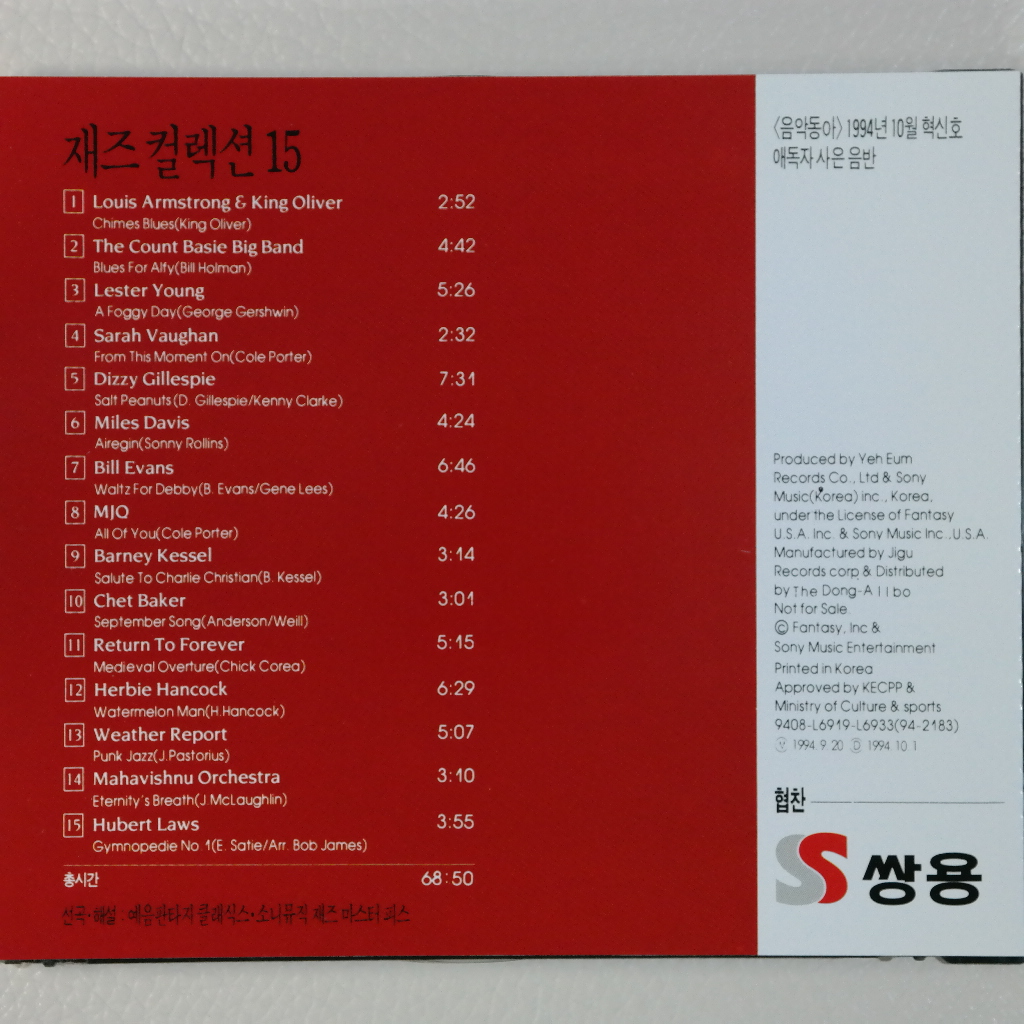 재즈 컬렉션 15
1 Louis Armstrong & King Oliver 2:52
Chimes Blues(King Oliver)
2 The Count Basie Big Band 4:42
Blues For Alfy(Bill Holman)
3 Lester Young 5:26
A Foggy Day(George Gershwin)
4 Sarah Vaughan 2:32
From This Moment On(Cole Porter)
5 Dizzy Gillespie 7:31
Salt Peanuts(D. Gillespie/Kenny Clarke)
6 Miles Davis 4:24
Airegin(Sonny Rollins)
7 Bill Evans 6:46
Waltz For Debby(B. Evans/Gene Lees)
8 MJQ 4:26
All Of You(Cole Porter)
9 Barney Kessel 3:14
Salute To Charlie Christian(B. Kessel)
10 Chet Baker 3:01
September Song(Anderson/Weill)
11 Return To Forever 5:15
Medieval Overture(Chick Corea)
12 Herbie Hancock 6:29
Watermelon Man(H.Hancock)
13 Weather Report 5:07
Punk Jazz(J.Pastorius)
14 Mahavishnu Orchestra 3:10
Eternity's Breath(J.McLaughlin)
15 Hubert Laws 3:55
Gymnopedie No. 1(E. Satie/Arr. Bob James)
총시간 68:50
선곡·해설 : 예음판타지 클래식스·소니뮤직 재즈 마스터 피스
〈음악동아〉 1994년 10월 혁신호
애독자 사은 음반
Produced by Yeh Eum
Records Co., Ltd & Sony
Music(Korea) inc., Korea,
under the License of Fantasy
U.S.A. Inc. & Sony Music Inc.,U.S.A.
Manufactured by Jigu
Records corp. & Distributed
by The Dong-A Ilbo
Not for Sale.
© Fantasy, Inc &
Sony Music Entertainment
Printed in Korea
Approved by KECPP &
Ministry of Culture & sports
9408-L6919-L6933(94-2183)
Ⓨ 1994. 9. 20 Ⓓ 1994. 10. 1
협찬
SS 쌍용